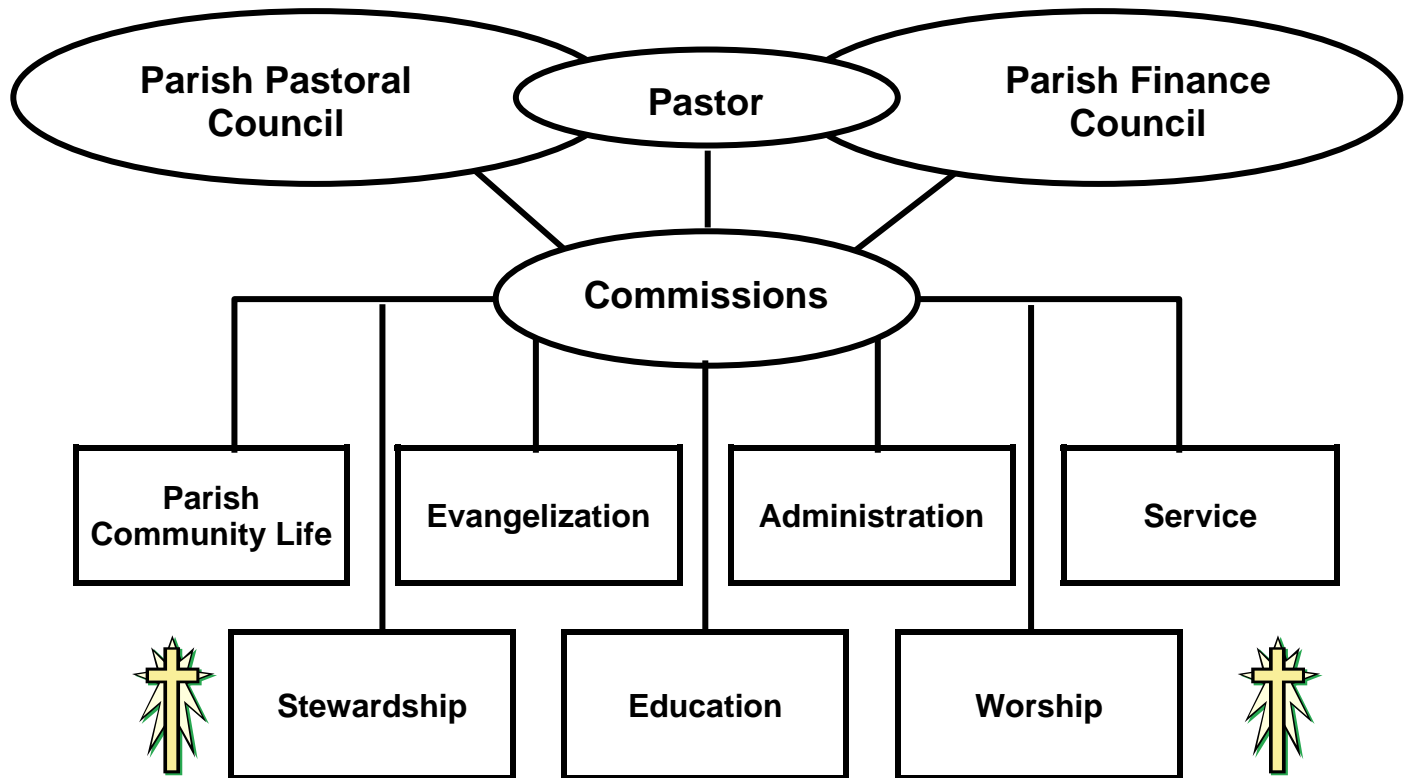 Parish Pastoral
Council
Pastor
Parish Finance
Council
Commissions
Parish
Community Life
Evangelization
Administration
Service
Stewardship
Education
Worship